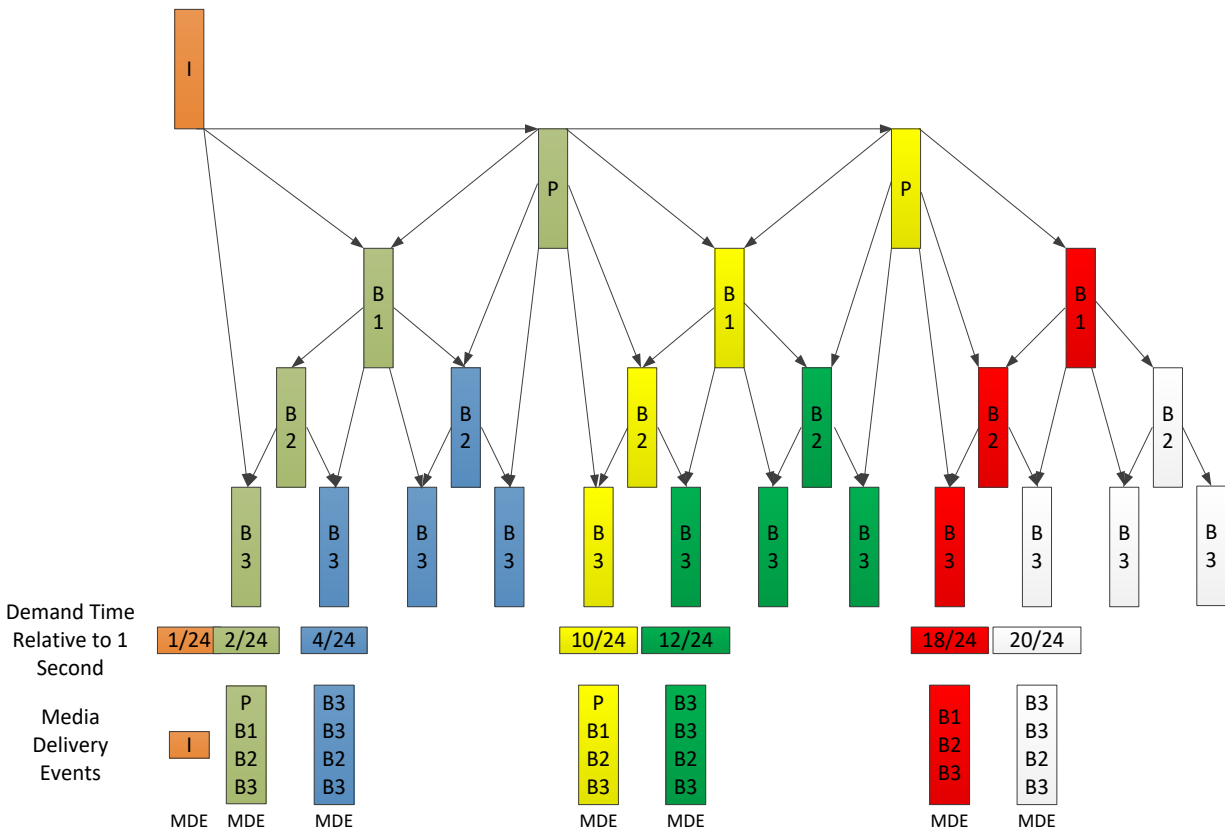 I
P
P
B
1
B
1
B
1
B
2
B
2
B
2
B
2
B
2
B
2
B
3
B
3
B
3
B
3
B
3
B
3
B
3
B
3
B
3
B
3
B
3
B
3
Demand Time
Relative to 1
Second
1/24 2/24 4/24 10/24 12/24 18/24 20/24
Media
Delivery
Events
I
P
B1
B2
B3
B3
B3
B2
B3
P
B1
B2
B3
B3
B3
B2
B3
B1
B2
B3
B3
B3
B2
B3
MDE MDE MDE MDE MDE MDE MDE